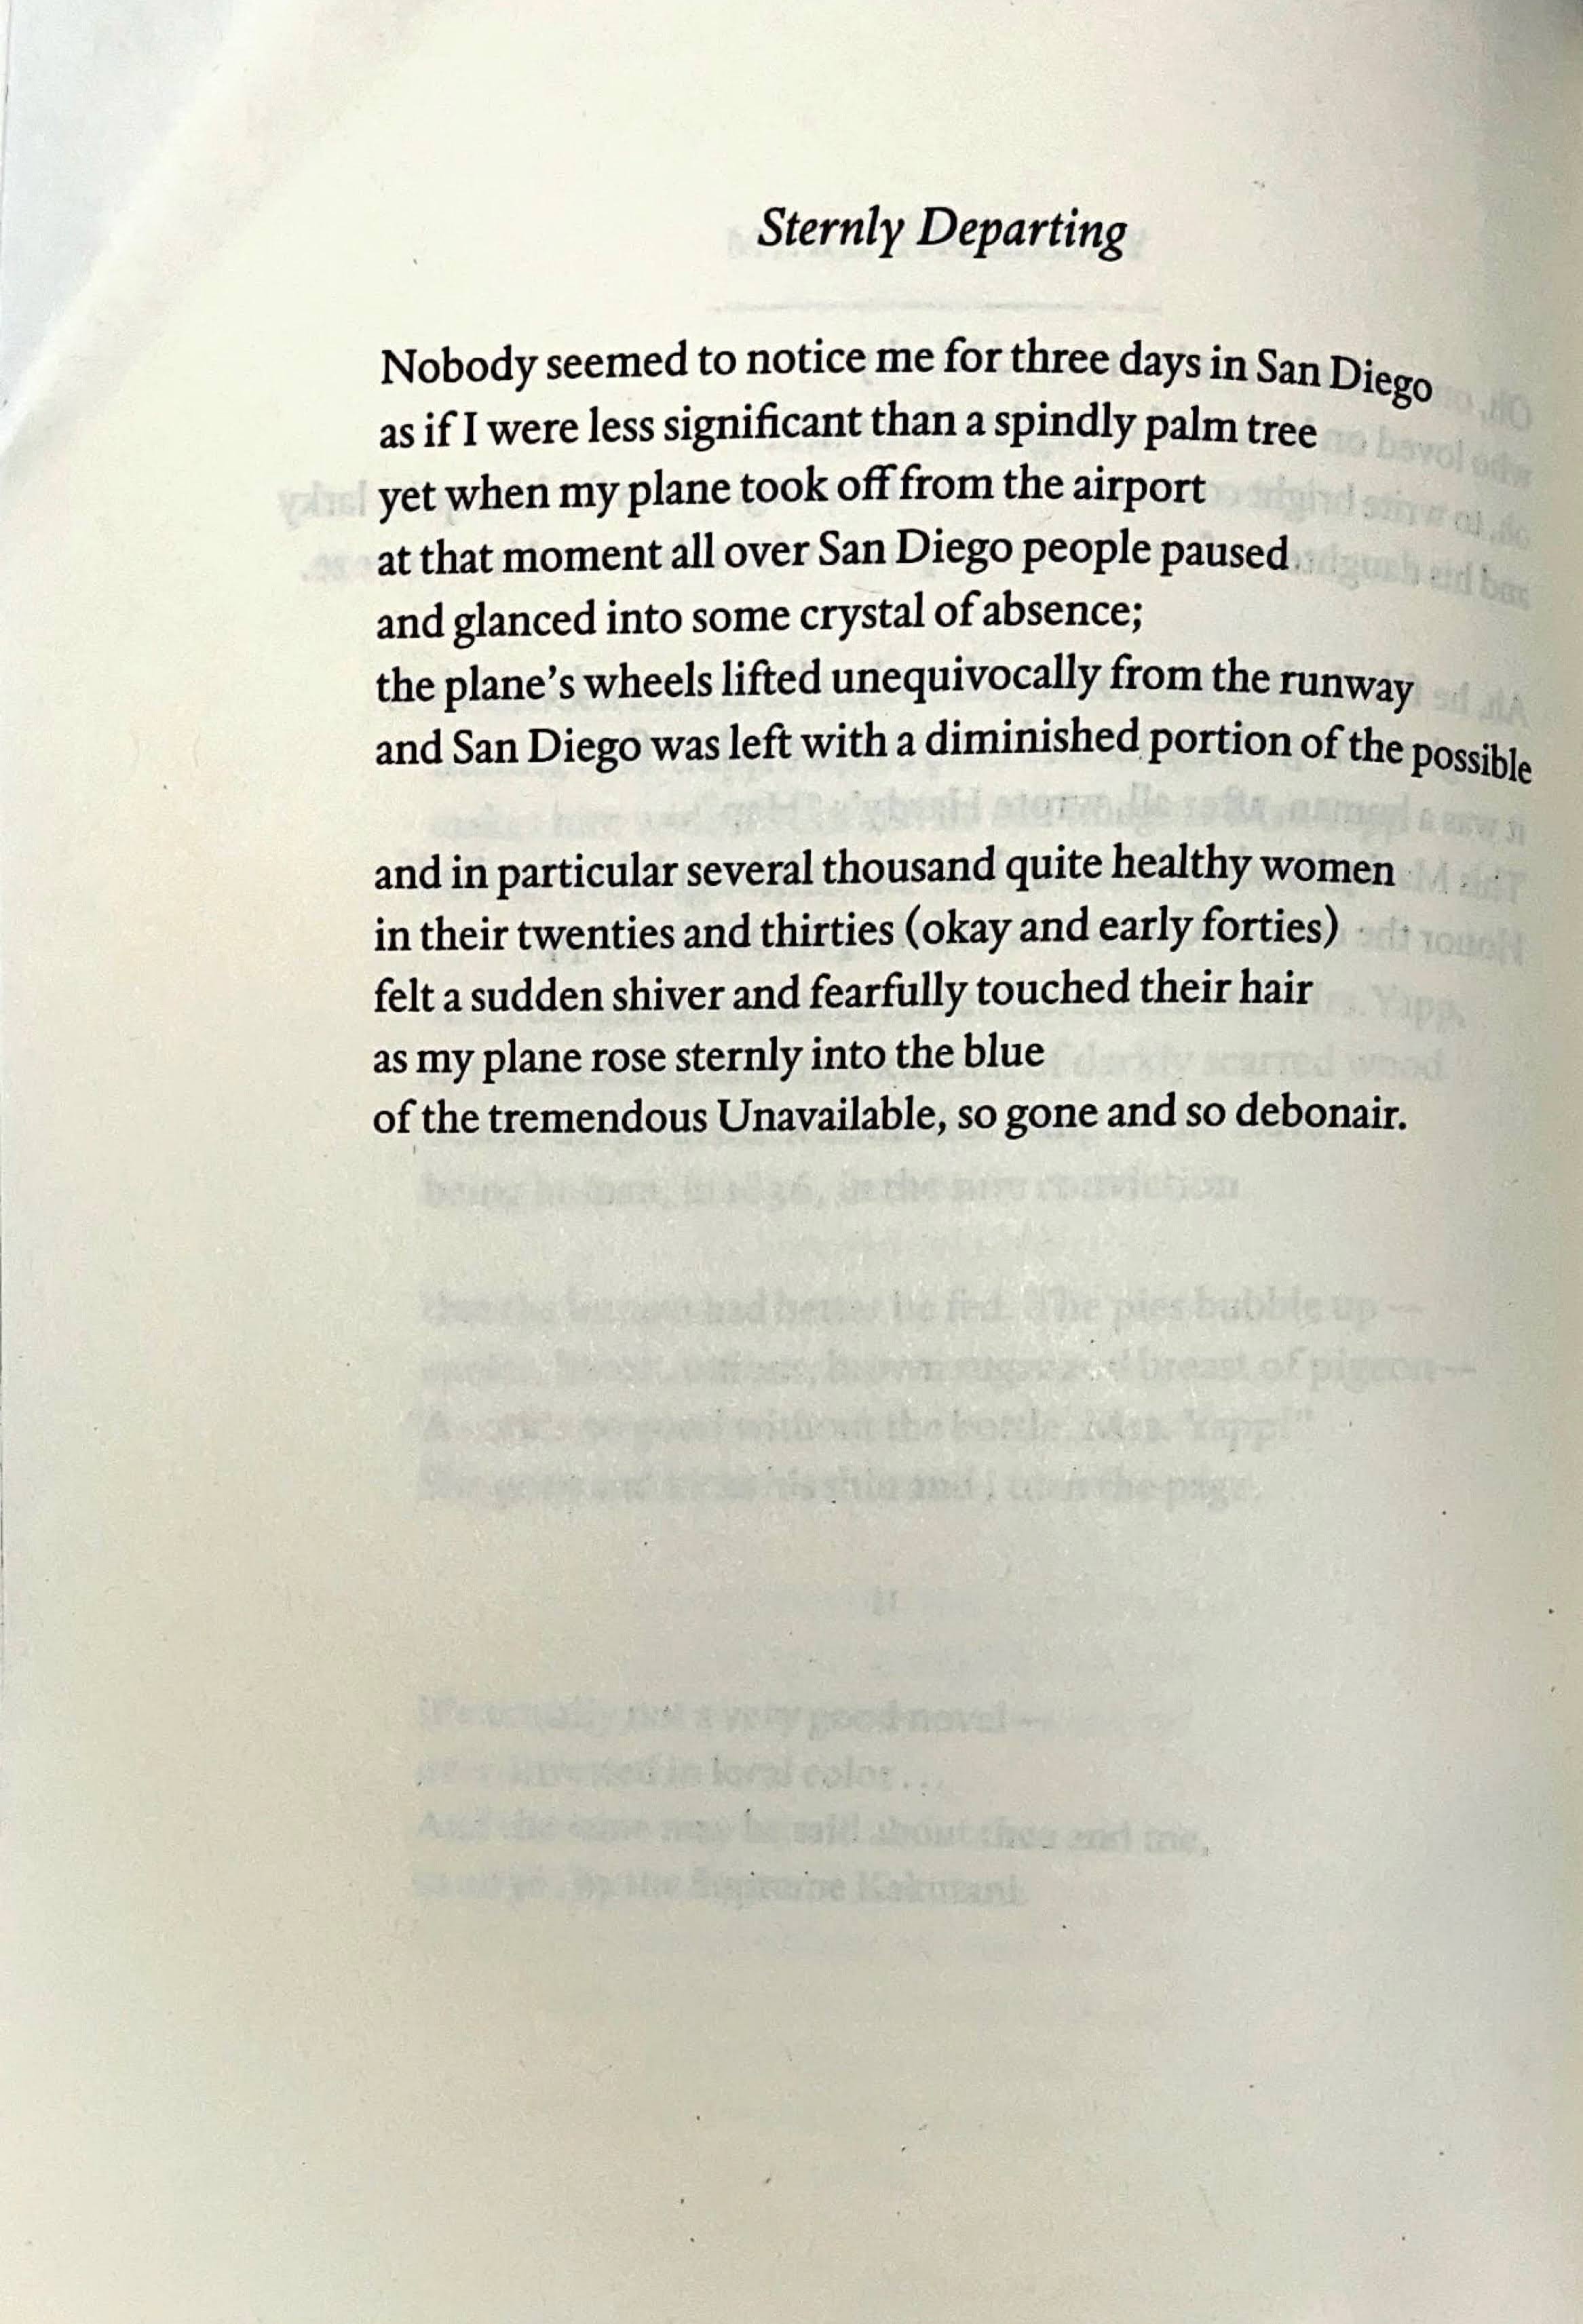 Sternly Departing
Nobody seemed to notice me for three days in San Diego
as if I were less significant than a spindly palm tree
yet when my plane took off from the airport
at that moment all over San Diego people paused
and glanced into some crystal of absence;
the plane's wheels lifted unequivocally from the runway
and San Diego was left with a diminished portion of the possible
and in particular several thousand quite healthy women
in their twenties and thirties (okay and early forties)
felt a sudden shiver and fearfully touched their hair
as my plane rose sternly into the blue
of the tremendous Unavailable, so gone and so debonair.